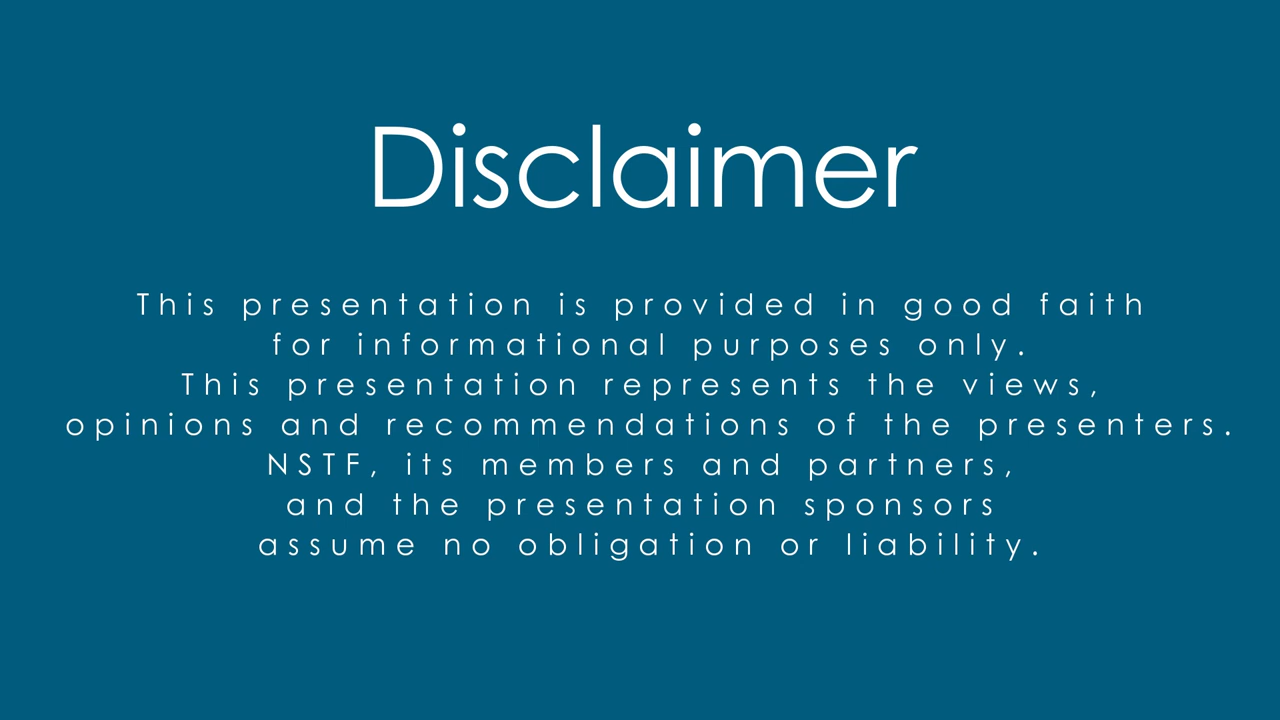 Disclaimer
This presentation is provided in good faith
for informational purposes only.
This presentation represents the views,
opinions and recommendations of the presenters.
NSTF, its members and partners,
and the presentation sponsors
assume no obligation or liability.